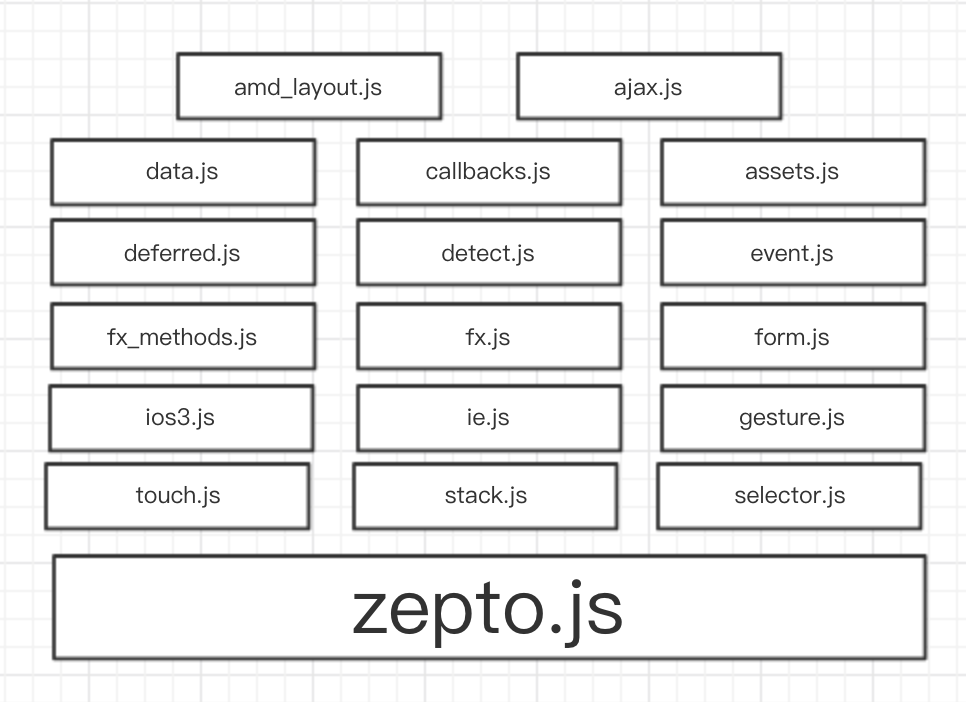 amd_layout.js
ajax.js
data.js
callbacks.js
assets.js
deferred.js
detect.js
event.js
fx_methods.js
fx.js
form.js
ios3.js
ie.js
gesture.js
touch.js
stack.js
selector.js
zepto.js